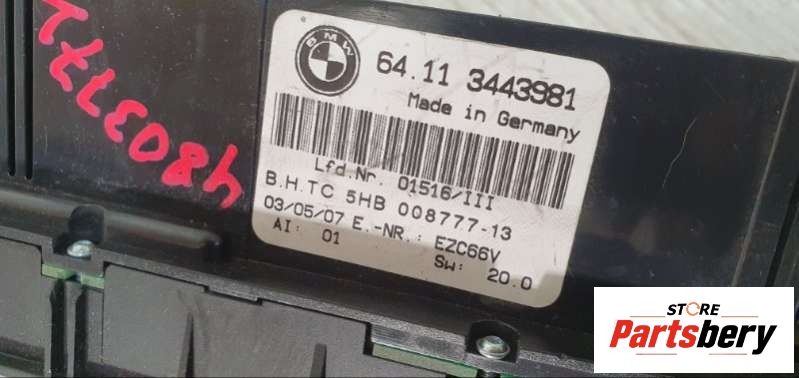 BMW
64.11 3443981
Made in Germany
Lfd.Nr. 01516/III
B.H.TC 5HB 008777-13
03/05/07 E.-NR.: EZC66V
AI: 01 SW: 20.0
STORE
Partsbery